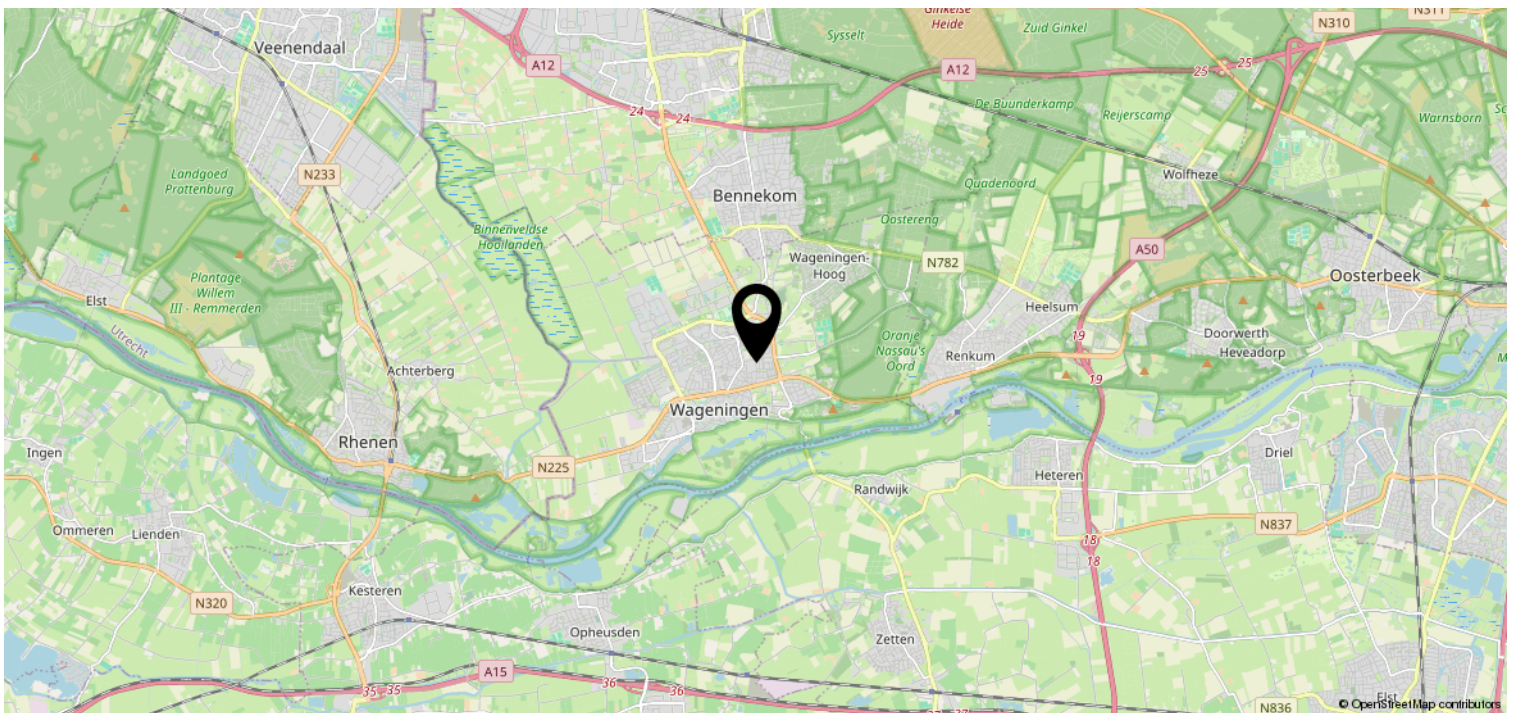 Ginkelse
Heide
Zuid Ginkel
N310
N311
Sysselt
Veenendaal
A12
A12
25
25
24
24
De Buunderkamp
Reijerscamp
Warnsborn
Landgoed
Prattenburg
N233
Bennekom
Quadenoord
Wolfheze
Oostereng
Binnenveldse
Hooilanden
Wageningen-
Hoog
N782
A50
Oosterbeek
Plantage
Willem
III - Remmerden
Elst
Heelsum
Utrecht
Oranje
Nassau's
Oord
Renkum
19
Doorwerth
Heveadorp
19
Achterberg
Wageningen
Rhenen
Ingen
N225
Driel
Heteren
Randwijk
Ommeren
Lienden
N837
18
18
Kesteren
N320
Opheusden
Zetten
A15
35
35
36
36
37
N836
Elst
© OpenStreetMap contributors